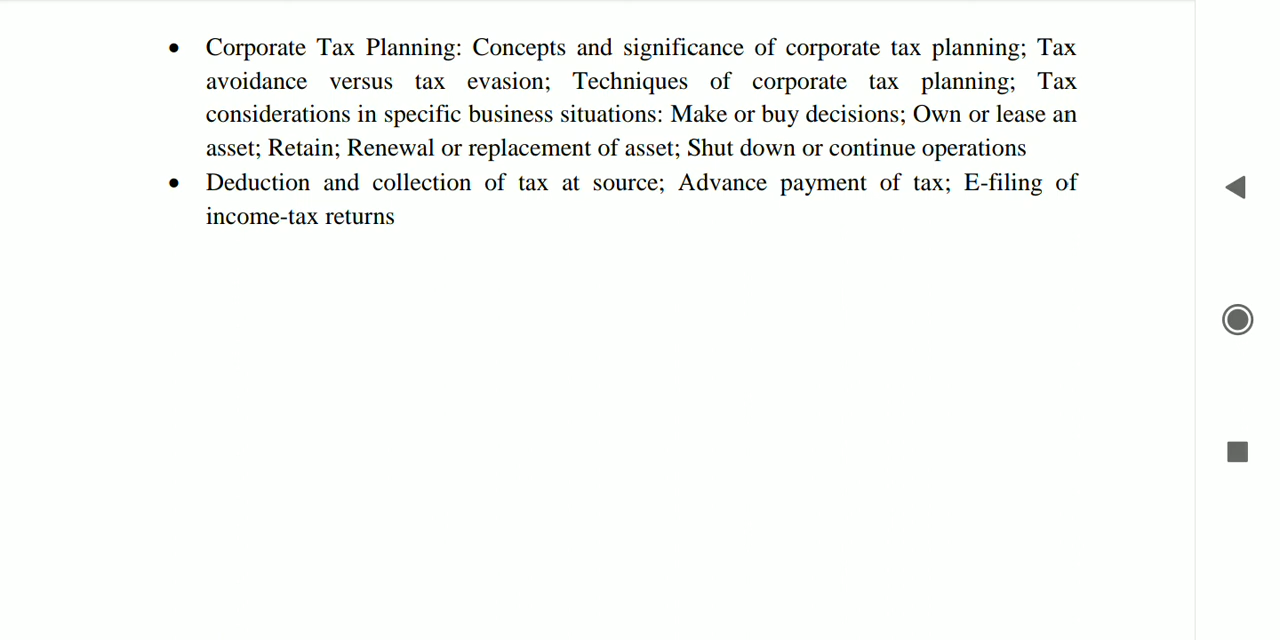 • Corporate Tax Planning: Concepts and significance of corporate tax planning; Tax
avoidance versus tax evasion; Techniques of corporate tax planning; Tax
considerations in specific business situations: Make or buy decisions; Own or lease an
asset; Retain; Renewal or replacement of asset; Shut down or continue operations
• Deduction and collection of tax at source; Advance payment of tax; E-filing of
income-tax returns